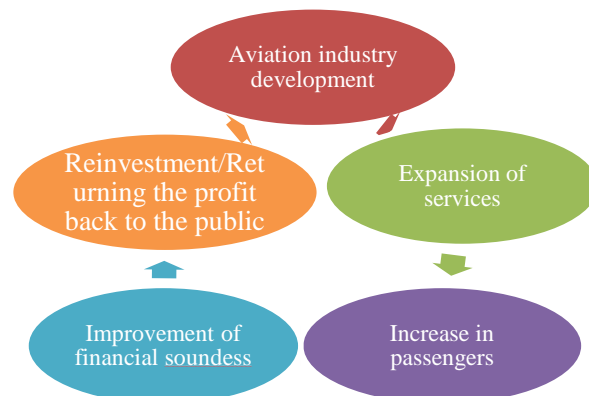 Aviation industry
development
Reinvestment/Ret
urning the profit
back to the public
Expansion of
services
Improvement of
financial soundess
Increase in
passengers